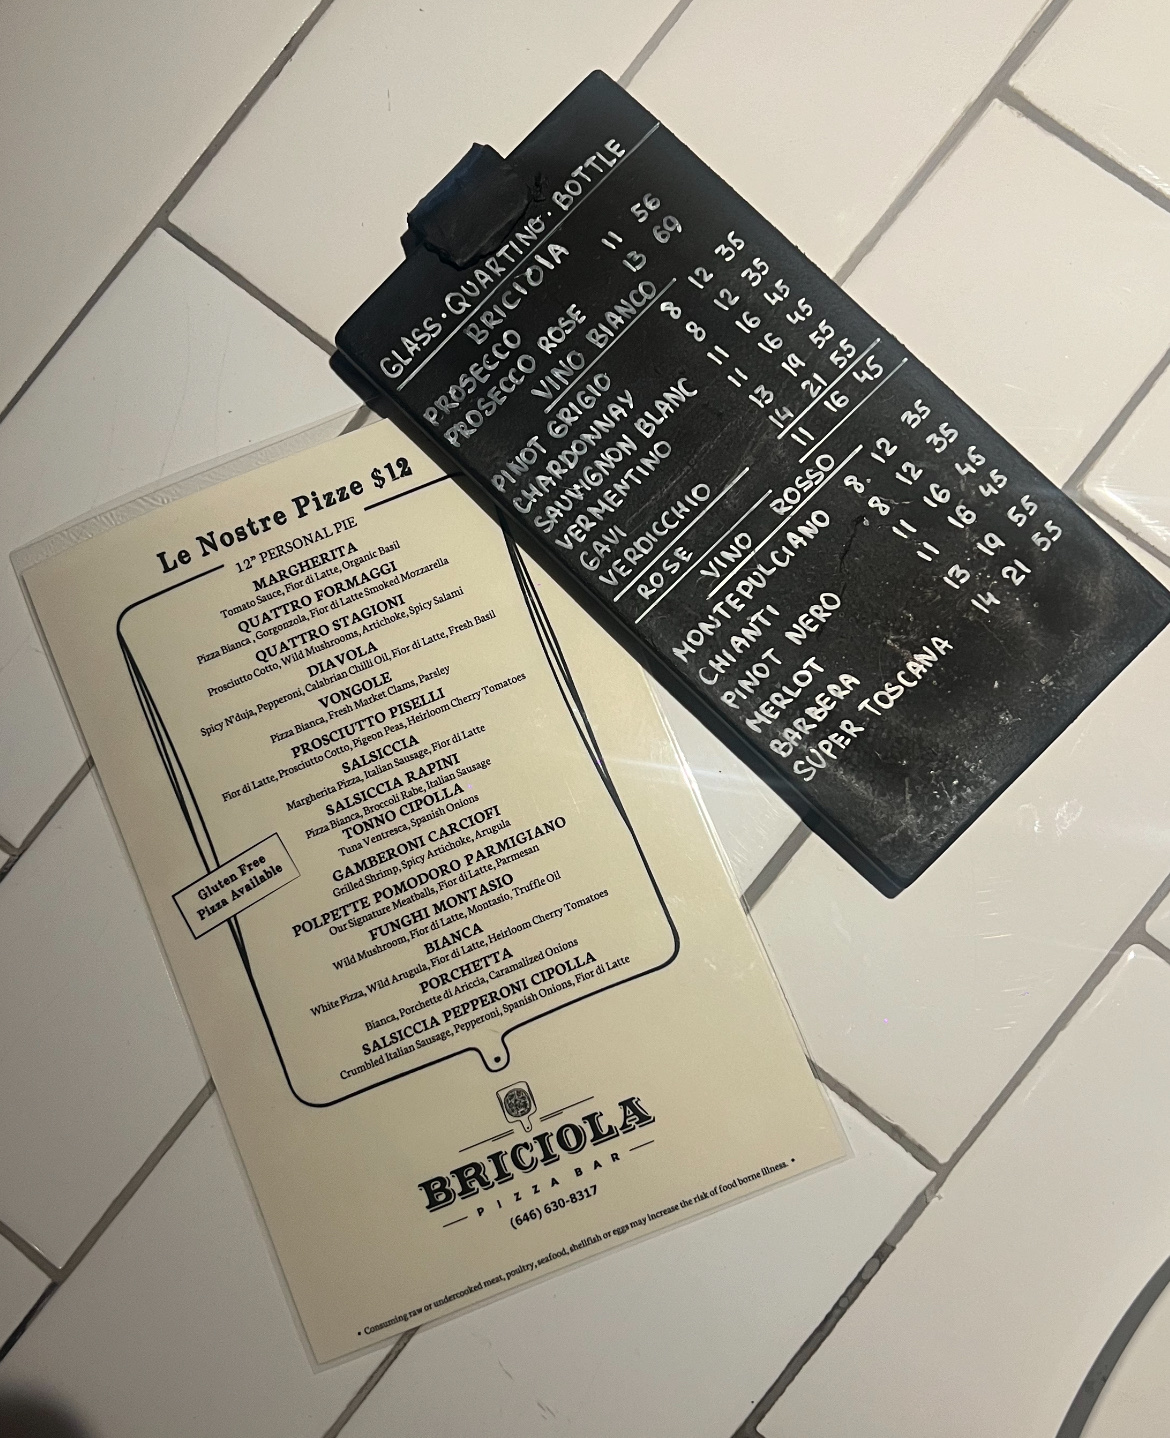 GLASS · QUARTINO · BOTTLE
BRICIOlA
PROSECCO 11 56
PROSECCO ROSE 13 69
VINO BIANCO
PINOT GRIGIO 8 12 35
CHARDONNAY 8 12 35
SAUVIGNON BLANC 11 16 45
VERMENTINO 11 16 45
GAVI 13 19 55
VERDICCHIO 14 21 55
ROSE 11 16 45
VINO ROSSO
MONTEPULCIANO 8. 12 35
CHIANTI 8 12 35
PINOT NERO 11 16 45
MERLOT 11 16 45
BARBERA 13 19 55
SUPER TOSCANA 14 21 55
Le Nostre Pizze $12
12" PERSONAL PIE
MARGHERITA
Tomato Sauce, Fior di Latte, Organic Basil
QUATTRO FORMAGGI
Pizza Bianca, Gorgonzola, Fior di Latte Smoked Mozzarella
QUATTRO STAGIONI
Prosciutto Cotto, Wild Mushrooms, Artichoke, Spicy Salami
DIAVOLA
Spicy N'duja, Pepperoni, Calabrian Chilli Oil, Fior di Latte, Fresh Basil
VONGOLE
Pizza Bianca, Fresh Market Clams, Parsley
PROSCIUTTO PISELLI
Fior di Latte, Prosciutto Cotto, Pigeon Peas, Heirloom Cherry Tomatoes
SALSICCIA
Margherita Pizza, Italian Sausage, Fior di Latte
SALSICCIA RAPINI
Pizza Bianca, Broccoli Rabe, Italian Sausage
TONNO CIPOLLA
Tuna Ventresca, Spanish Onions
GAMBERONI CARCIOFI
Grilled Shrimp, Spicy Artichoke, Arugula
POLPETTE POMODORO PARMIGIANO
Our Signature Meatballs, Fior di Latte, Parmesan
FUNGHI MONTASIO
Wild Mushroom, Fior di Latte, Montasio, Truffle Oil
BIANCA
White Pizza, Wild Arugula, Fior di Latte, Heirloom Cherry Tomatoes
PORCHETTA
Bianca, Porchette di Ariccia, Caramalized Onions
SALSICCIA PEPPERONI CIPOLLA
Crumbled Italian Sausage, Pepperoni, Spanish Onions, Fior di Latte
Gluten Free
Pizza Available
BRICIOLA
PIZZA BAR
(646) 630-8317
• Consuming raw or undercooked meat, poultry, seafood, shellfish or eggs may increase the risk of food borne illness. •